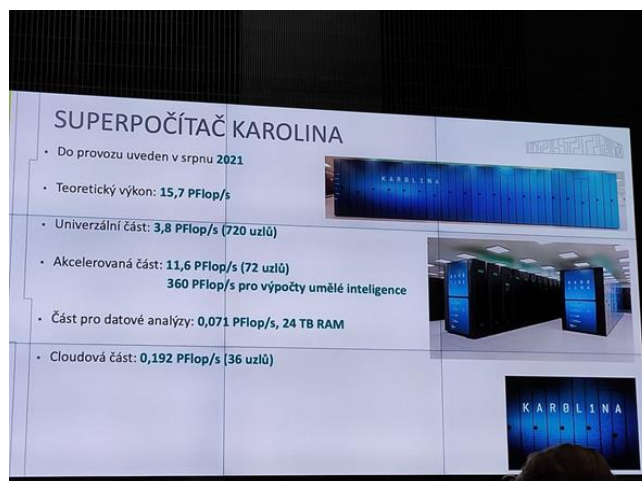 SUPERPOČÍTAČ KAROLINA
• Do provozu uveden v srpnu 2021
• Teoretický výkon: 15,7 PFlop/s
• Univerzální část: 3,8 PFlop/s (720 uzlů)
• Akcelerovaná část: 11,6 PFlop/s (72 uzlů)
360 PFlop/s pro výpočty umělé inteligence
• Část pro datové analýzy: 0,071 PFlop/s, 24 TB RAM
• Cloudová část: 0,192 PFlop/s (36 uzlů)
KAROL1NA
KAR0L1NA